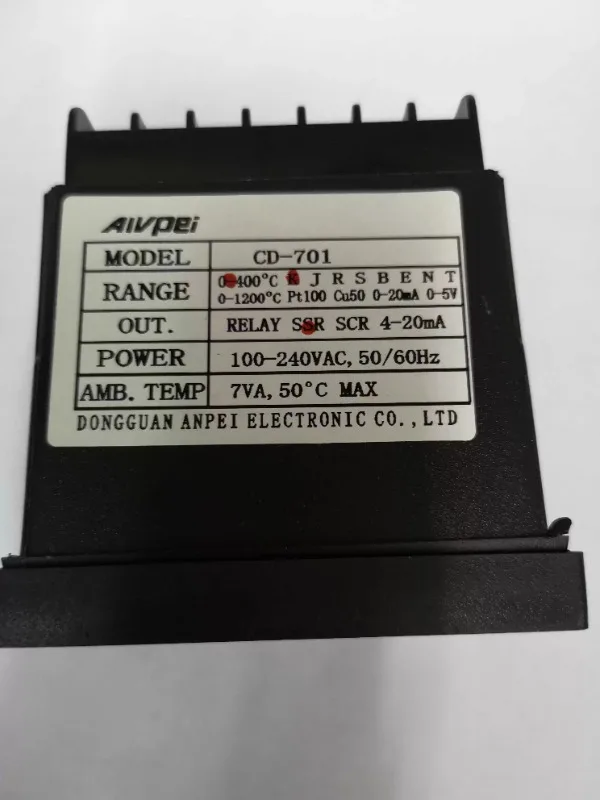 AIVPEI
MODEL CD-701
RANGE 0-400°C K J R S B E N T
0-1200°C Pt100 Cu50 0-20mA 0-5V
OUT. RELAY SSR SCR 4-20mA
POWER 100-240VAC, 50/60Hz
AMB. TEMP 7VA, 50°C MAX
DONGGUAN ANPEI ELECTRONIC CO., LTD